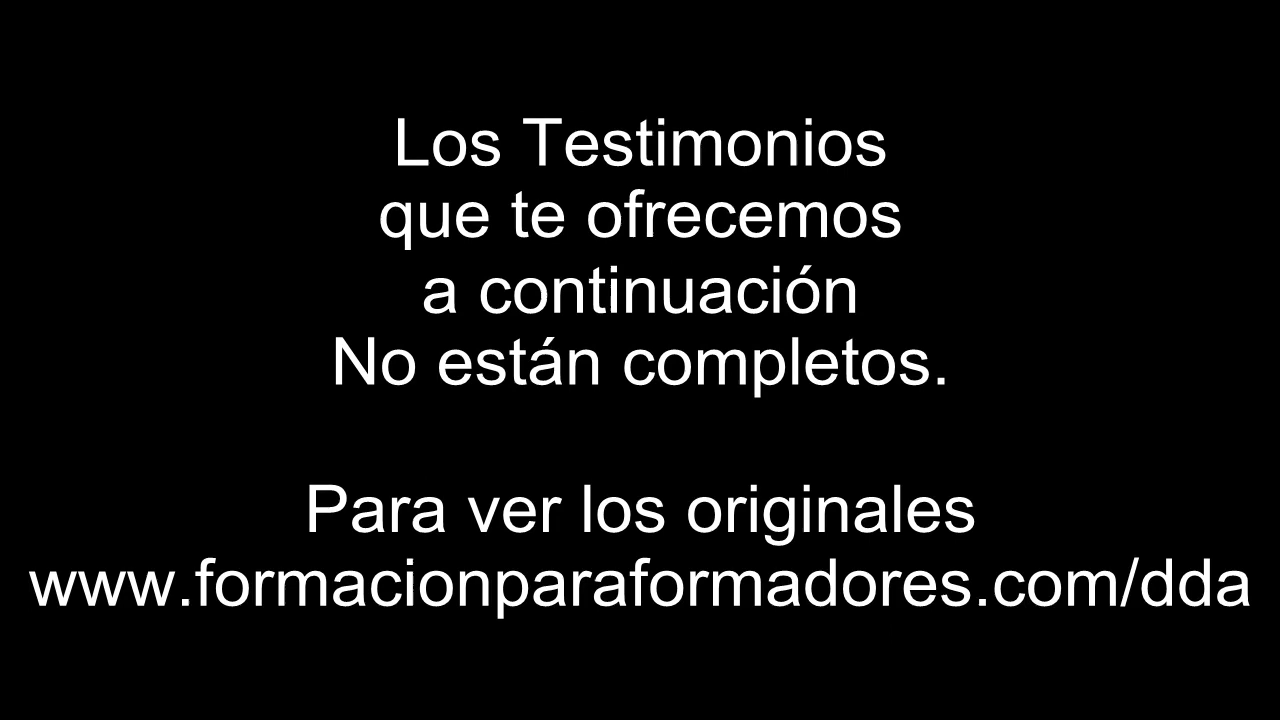 Los Testimonios
que te ofrecemos
a continuación
No están completos.
Para ver los originales
www.formacionparaformadores.com/dda